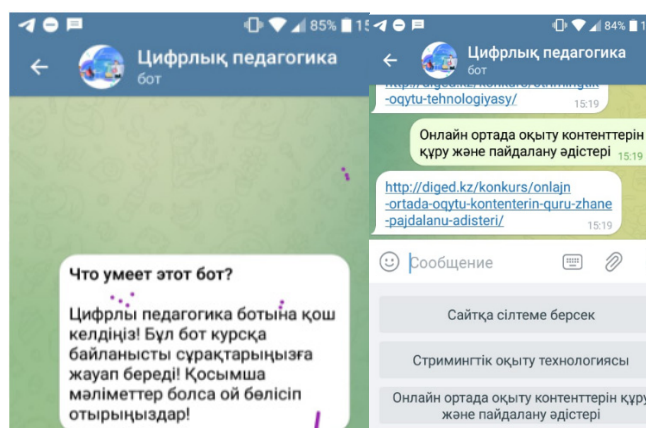 85%
Цифрлық педагогика
бот
Что умеет этот бот?
Цифрлы педагогика ботына қош
келдіңіз! Бұл бот курсқа
байланысты сұрақтарыңызға
жауап береді! Қосымша
мәліметтер болса ой бөлісіп
отырыңыздар!
84%
Цифрлық педагогика
бот
-oqytu-tehnologiyasy/
15:19
Онлайн ортада оқыту контенттерін
құру және пайдалану әдістері 15:19
http://diged.kz/konkurs/onlajn
-ortada-oqytu-kontenterin-quru-zhane
-pajdalanu-adisteri/
15:19
Сообщение
Сайтқа сілтеме берсек
Стримингтік оқыту технологиясы
Онлайн ортада оқыту контенттерін құру
және пайдалану әдістері